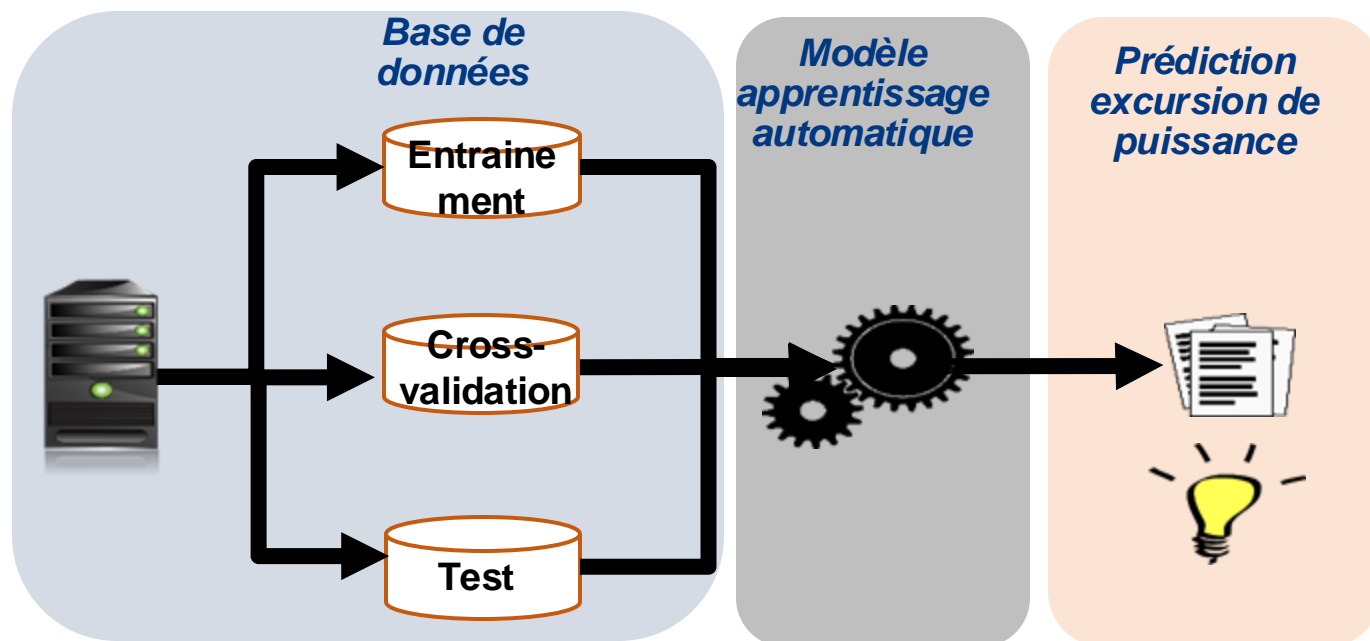 Base de
données
Entraine
ment
Cross-
validation
Test
Modèle
apprentissage
automatique
Prédiction
excursion de
puissance